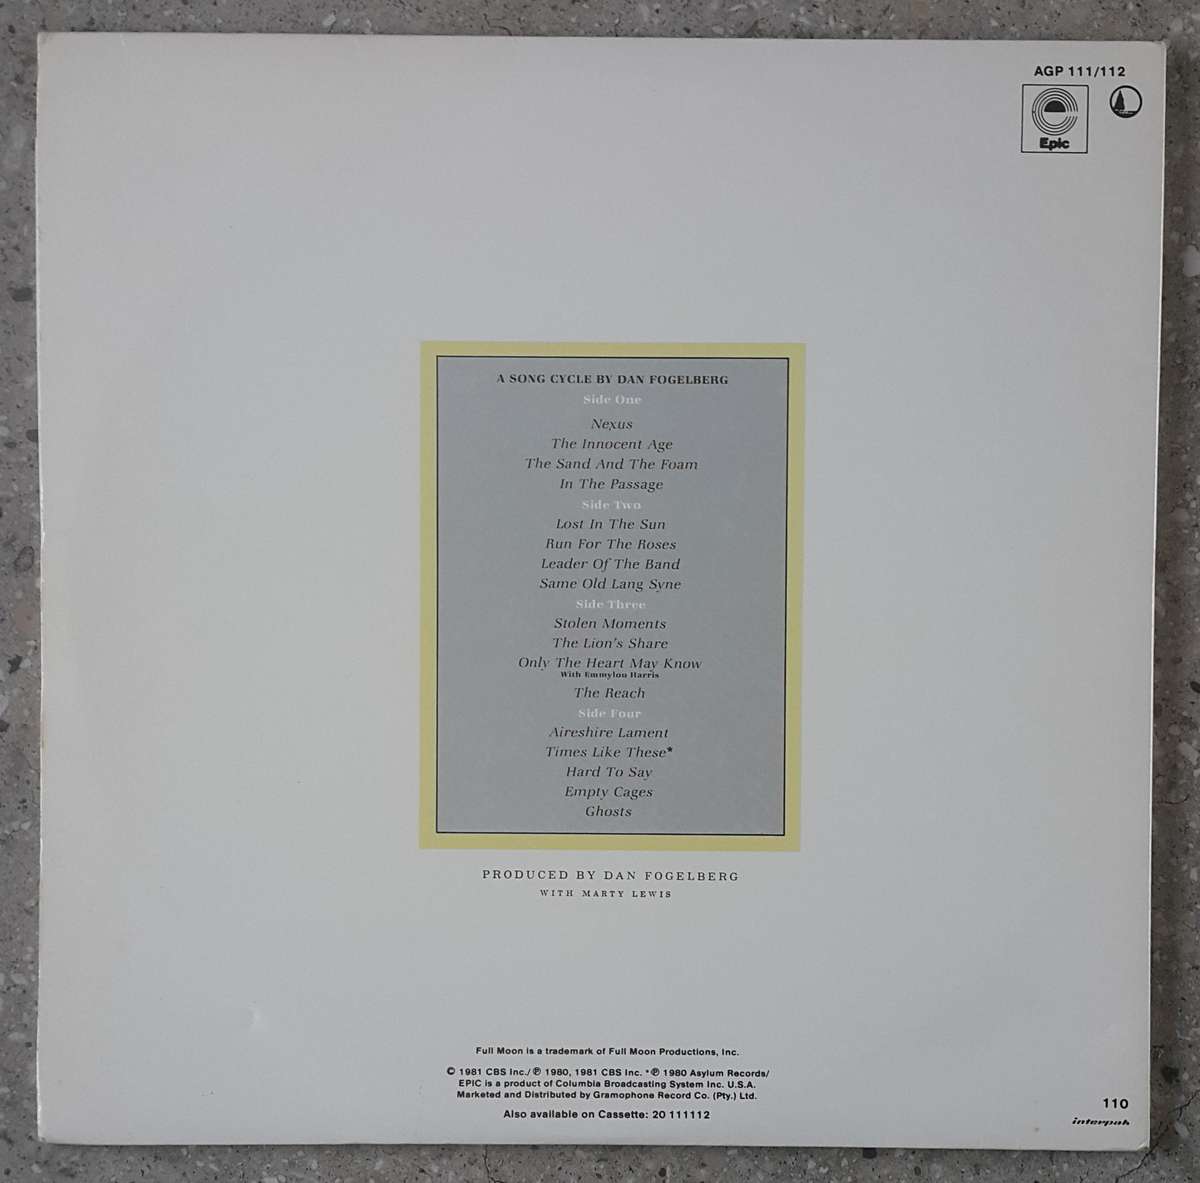 AGP 111/112
Epic
A SONG CYCLE BY DAN FOGELBERG
Side One
Nexus
The Innocent Age
The Sand And The Foam
In The Passage
Side Two
Lost In The Sun
Run For The Roses
Leader Of The Band
Same Old Lang Syne
Side Three
Stolen Moments
The Lion's Share
Only The Heart May Know
With Emmylou Harris
The Reach
Side Four
Aireshire Lament
Times Like These*
Hard To Say
Empty Cages
Ghosts
PRODUCED BY DAN FOGELBERG
WITH MARTY LEWIS
Full Moon is a trademark of Full Moon Productions, Inc.
© 1981 CBS Inc./ ℗ 1980, 1981 CBS Inc. *℗ 1980 Asylum Records/
EPIC is a product of Columbia Broadcasting System Inc. U.S.A.
Marketed and Distributed by Gramophone Record Co. (Pty.) Ltd.
Also available on Cassette: 20 111112
110
interpak